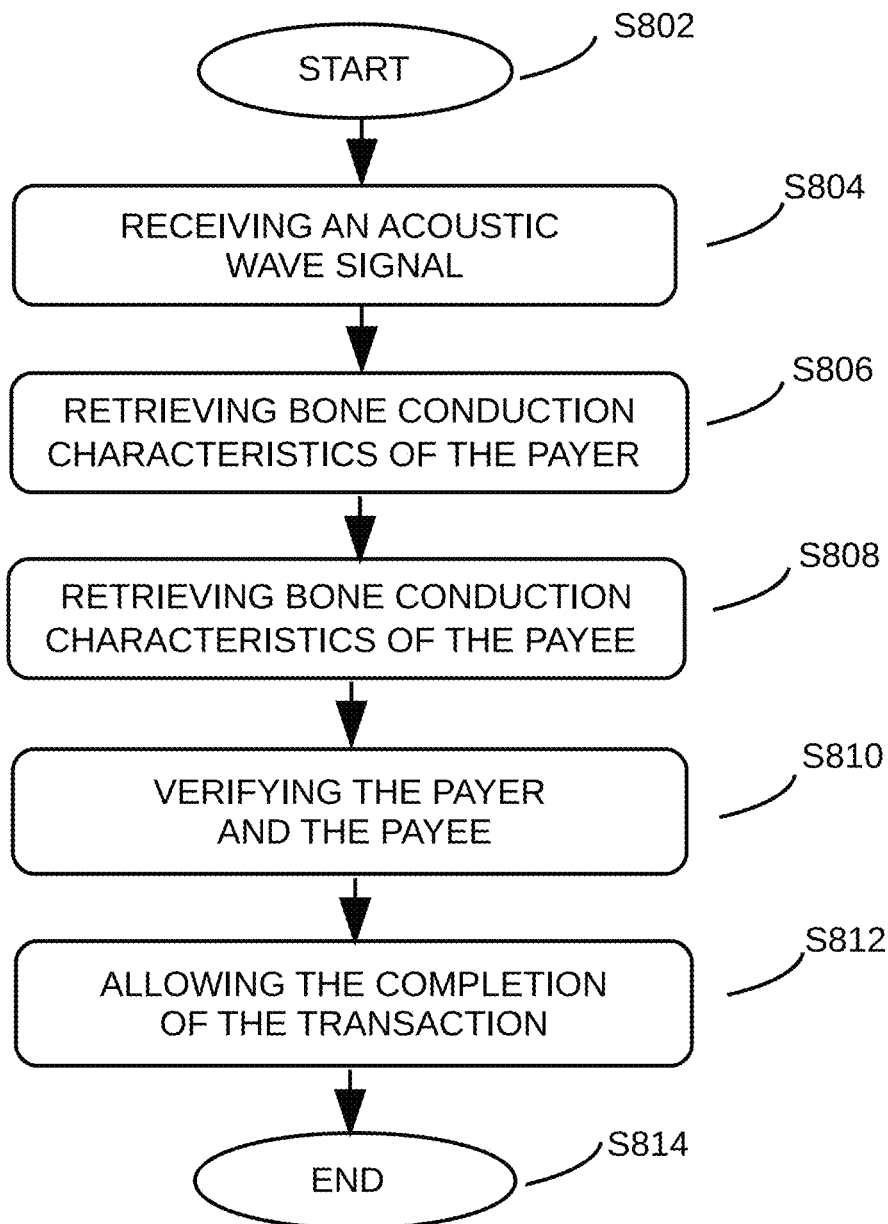 START
S802
RECEIVING AN ACOUSTIC
WAVE SIGNAL
S804
RETRIEVING BONE CONDUCTION
CHARACTERISTICS OF THE PAYER
S806
RETRIEVING BONE CONDUCTION
CHARACTERISTICS OF THE PAYEE
S808
VERIFYING THE PAYER
AND THE PAYEE
S810
ALLOWING THE COMPLETION
OF THE TRANSACTION
S812
END
S814